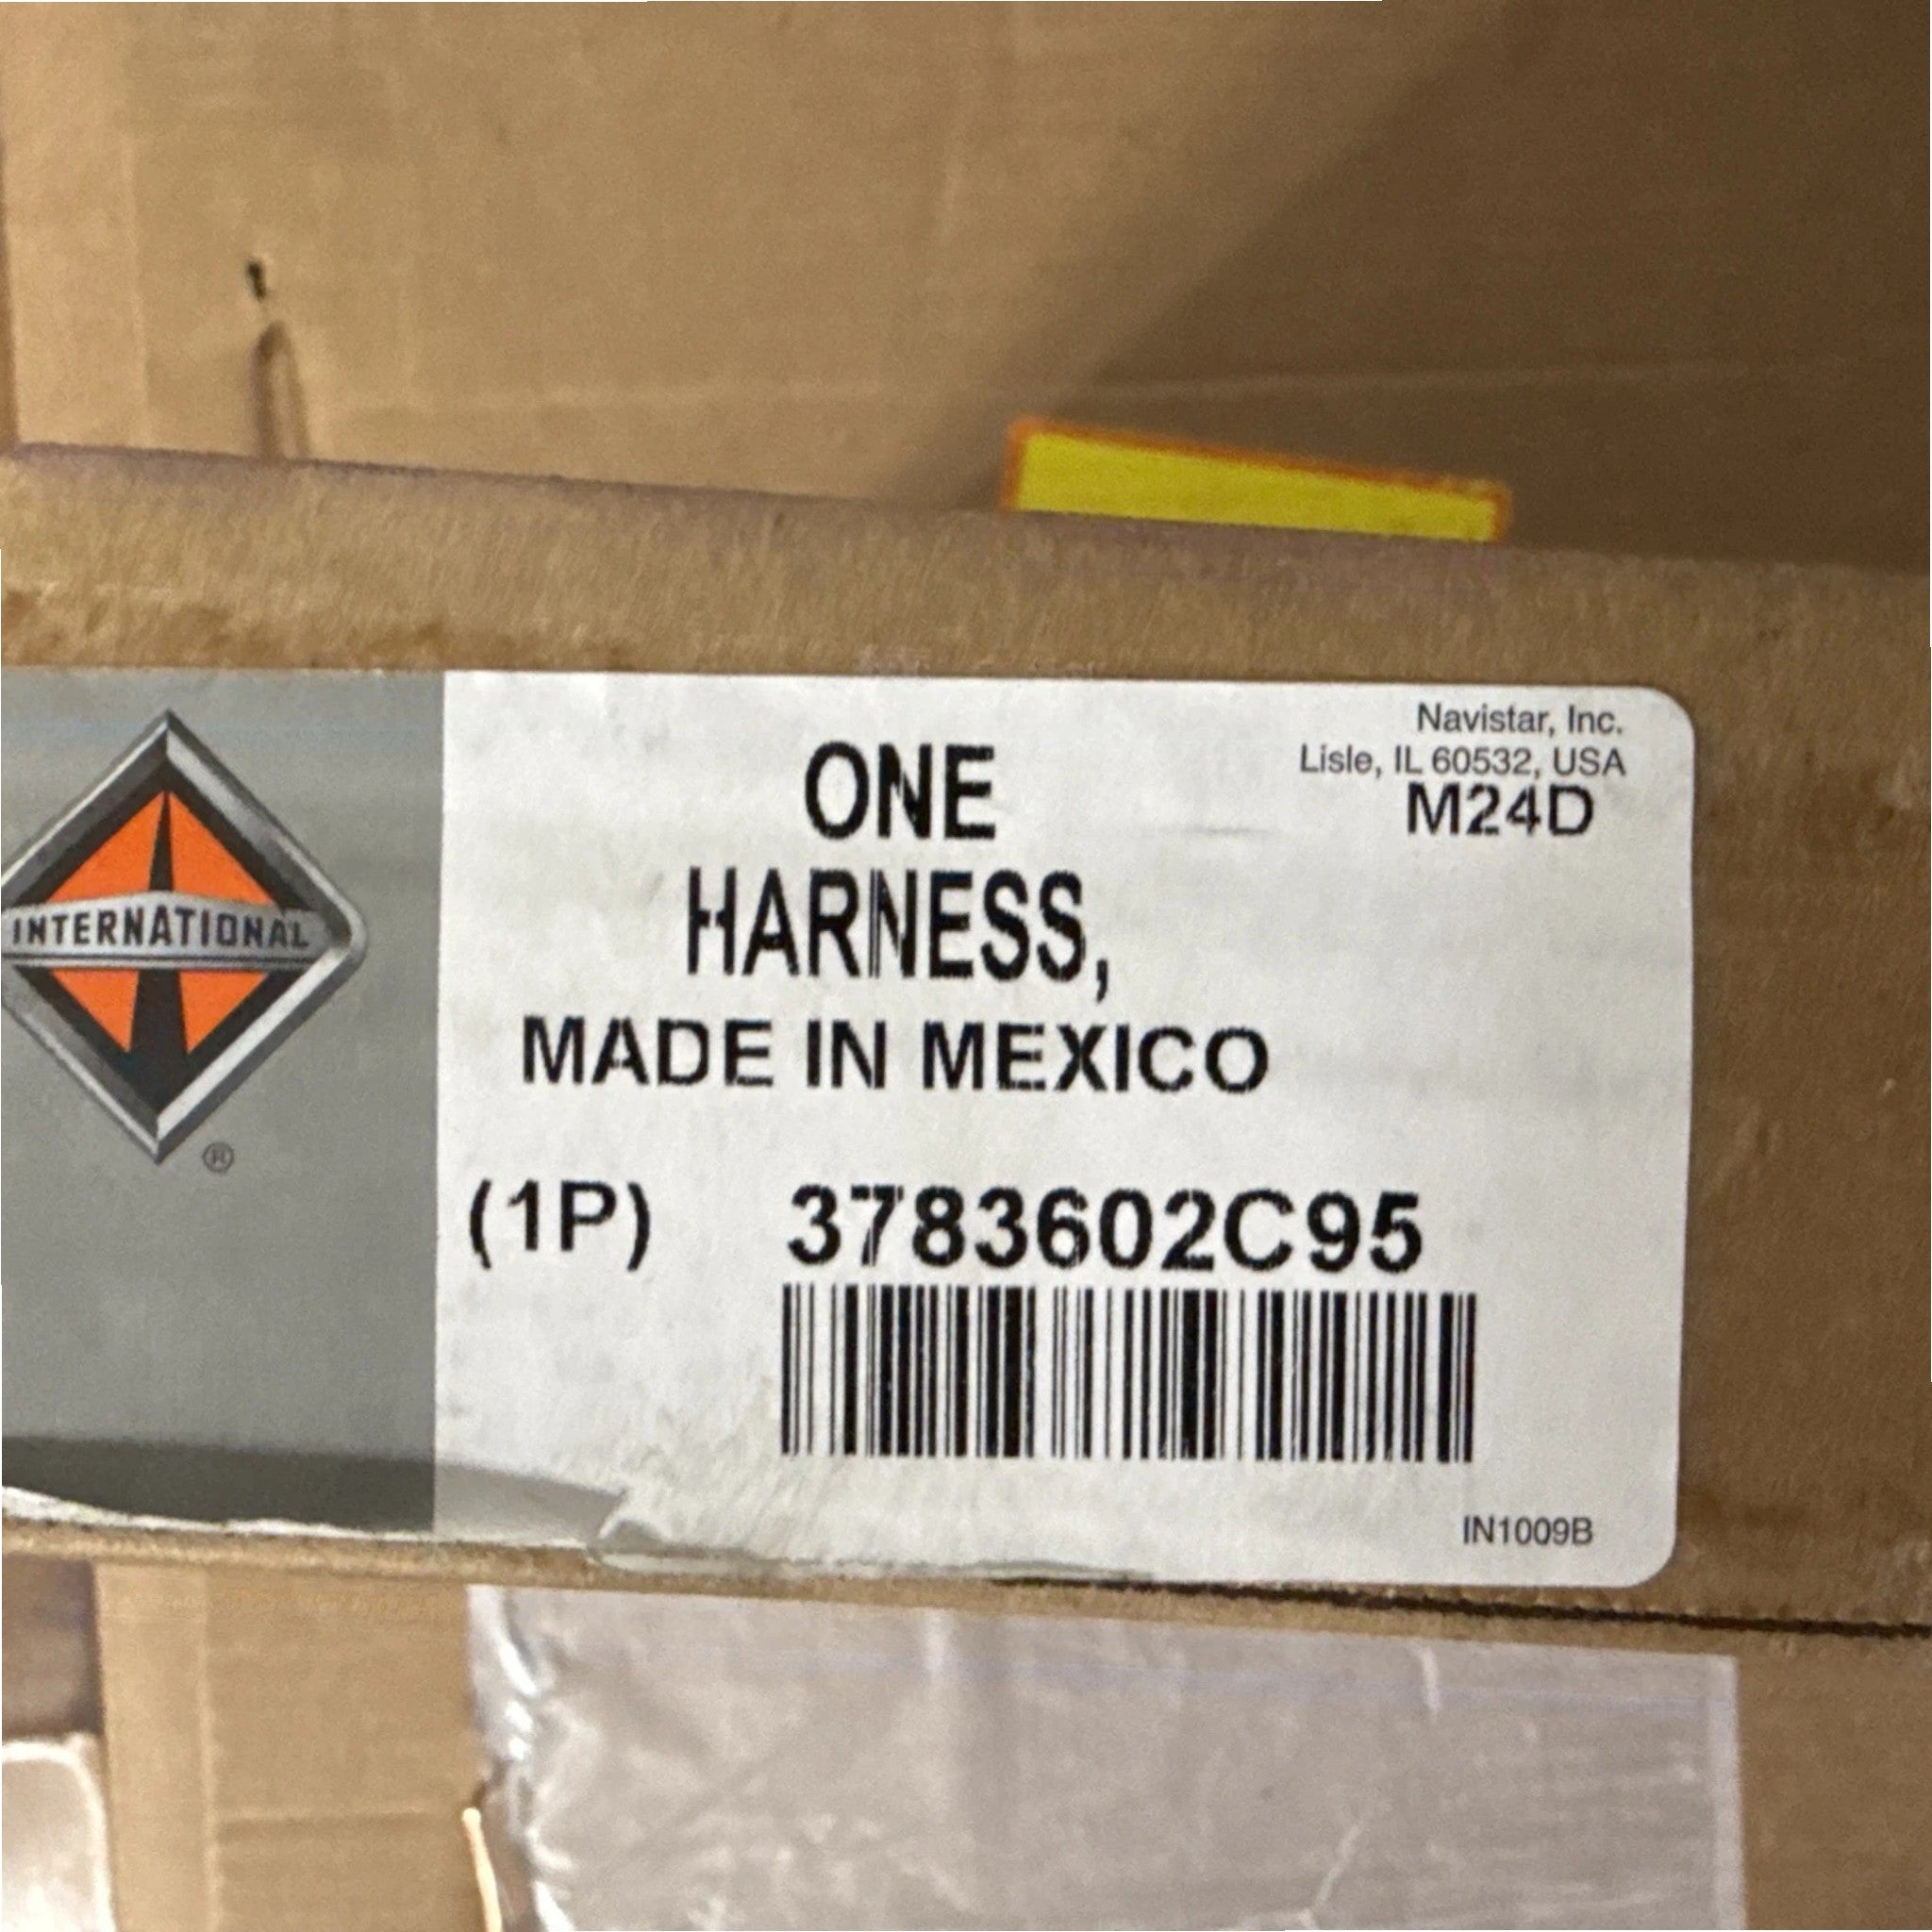 Navistar, Inc.
Lisle, IL 60532, USA
M24D
ONE
HARNESS,
MADE IN MEXICO
INTERNATIONAL
®
(1P) 3783602C95
IN1009B